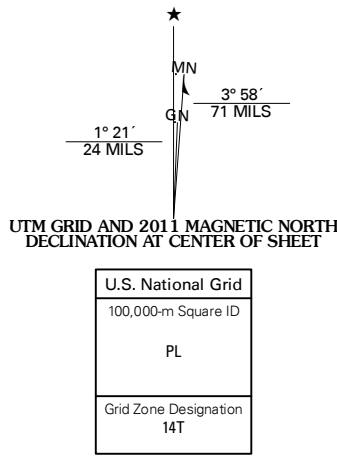 ★
MN
3° 58´
71 MILS
GN
1° 21´
24 MILS
UTM GRID AND 2011 MAGNETIC NORTH
DECLINATION AT CENTER OF SHEET
U.S. National Grid
100,000-m Square ID
PL
Grid Zone Designation
14T